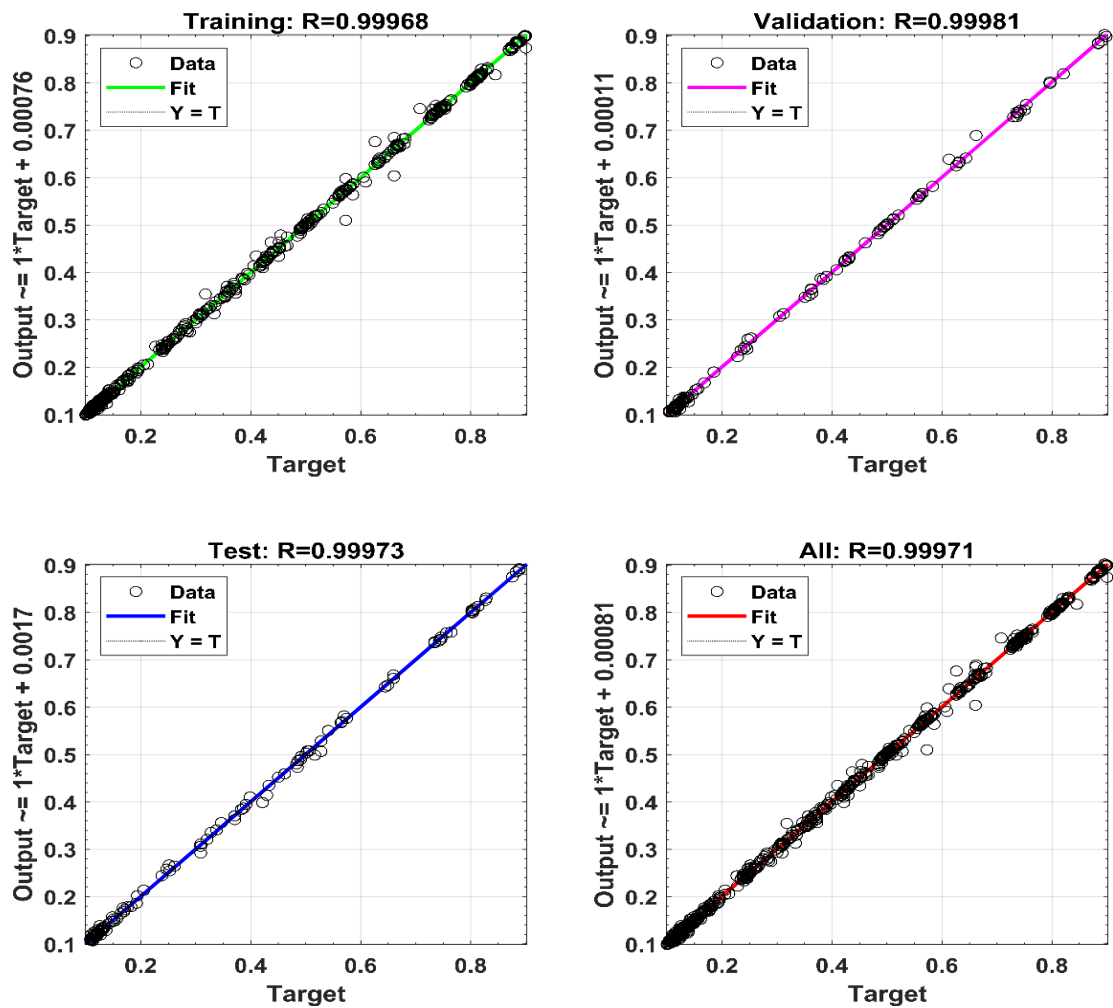 Training: R=0.99968
Output ~= 1*Target + 0.00076
0.9
0.8
0.7
0.6
0.5
0.4
0.3
0.2
0.1
Data
Fit
Y = T
0.2 0.4 0.6 0.8
Target
Validation: R=0.99981
Output ~= 1*Target + 0.00011
0.9
0.8
0.7
0.6
0.5
0.4
0.3
0.2
0.1
Data
Fit
Y = T
0.2 0.4 0.6 0.8
Target
Test: R=0.99973
Output ~= 1*Target + 0.0017
0.9
0.8
0.7
0.6
0.5
0.4
0.3
0.2
0.1
Data
Fit
Y = T
0.2 0.4 0.6 0.8
Target
All: R=0.99971
Output ~= 1*Target + 0.00081
0.9
0.8
0.7
0.6
0.5
0.4
0.3
0.2
0.1
Data
Fit
Y = T
0.2 0.4 0.6 0.8
Target